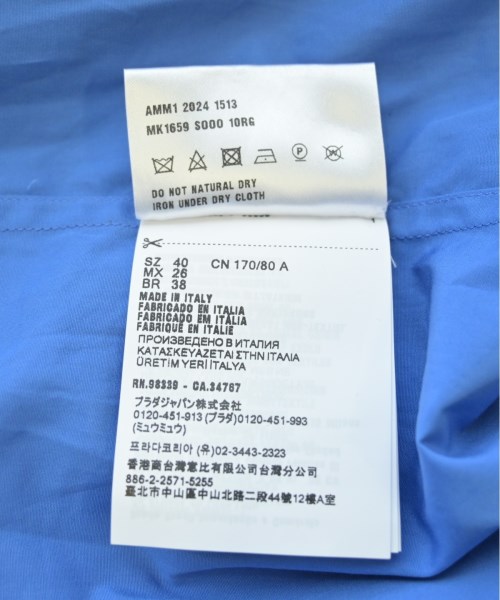 AMM1 2024 1513
MK1659 S000 10RG
DO NOT NATURAL DRY
IRON UNDER DRY CLOTH
SZ 40 CN 170/80 A
MX 26
BR 38
MADE IN ITALY
FABRICADO EN ITALIA
FABRICADO EM ITALIA
FABRIQUÉ EN ITALIE
ПРОИЗВЕДЕНО В ИТАЛИЯ
ΚΑΤΑΣΚΕΥΑΖΕΤΑΙ ΣΤΗΝ ΙΤΑΛΙΑ
ÜRETİM YERİ İTALYA
RN.98339 - CA.34767
プラダジャパン株式会社
0120-451-913 (プラダ)0120-451-993
(ミュウミュウ)
프라다코리아 (유)02-3443-2323
香港商台灣惠比有限公司台灣分公司
886-2-2571-5255
臺北市中山區中山北路二段44號12樓A室